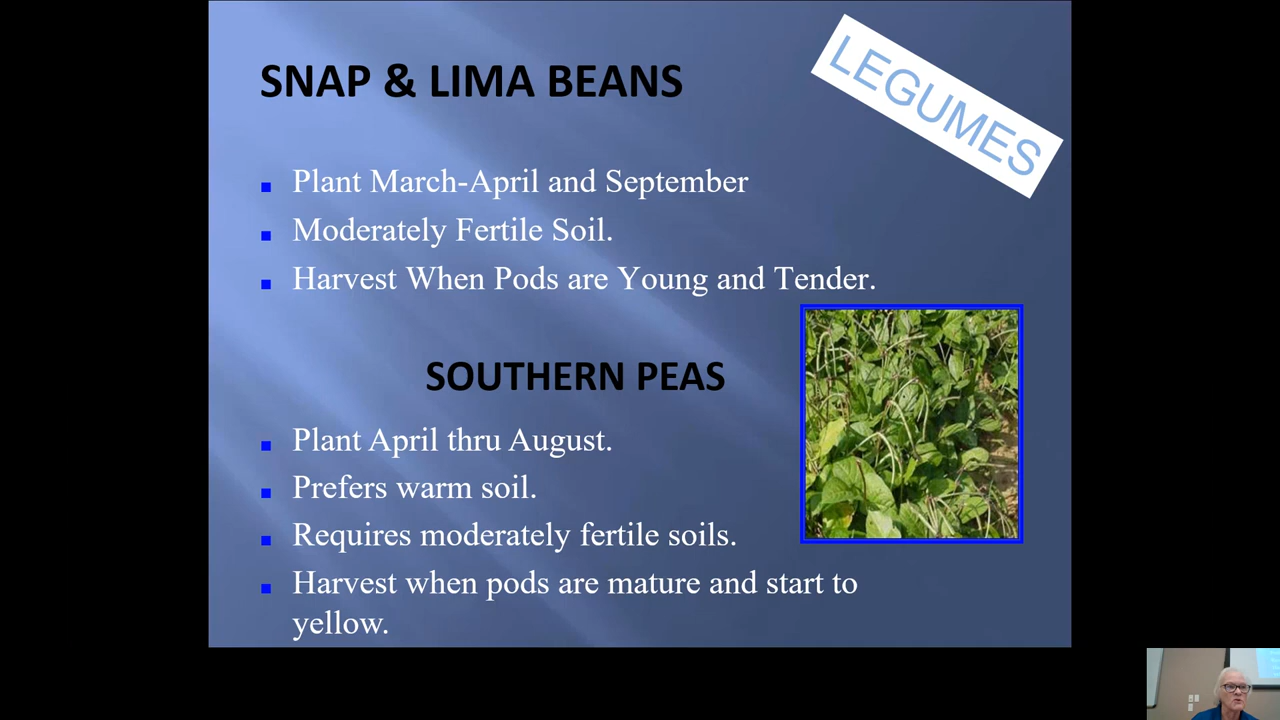 LEGUMES
SNAP & LIMA BEANS
Plant March-April and September
Moderately Fertile Soil.
Harvest When Pods are Young and Tender.
SOUTHERN PEAS
Plant April thru August.
Prefers warm soil.
Requires moderately fertile soils.
Harvest when pods are mature and start to
yellow.